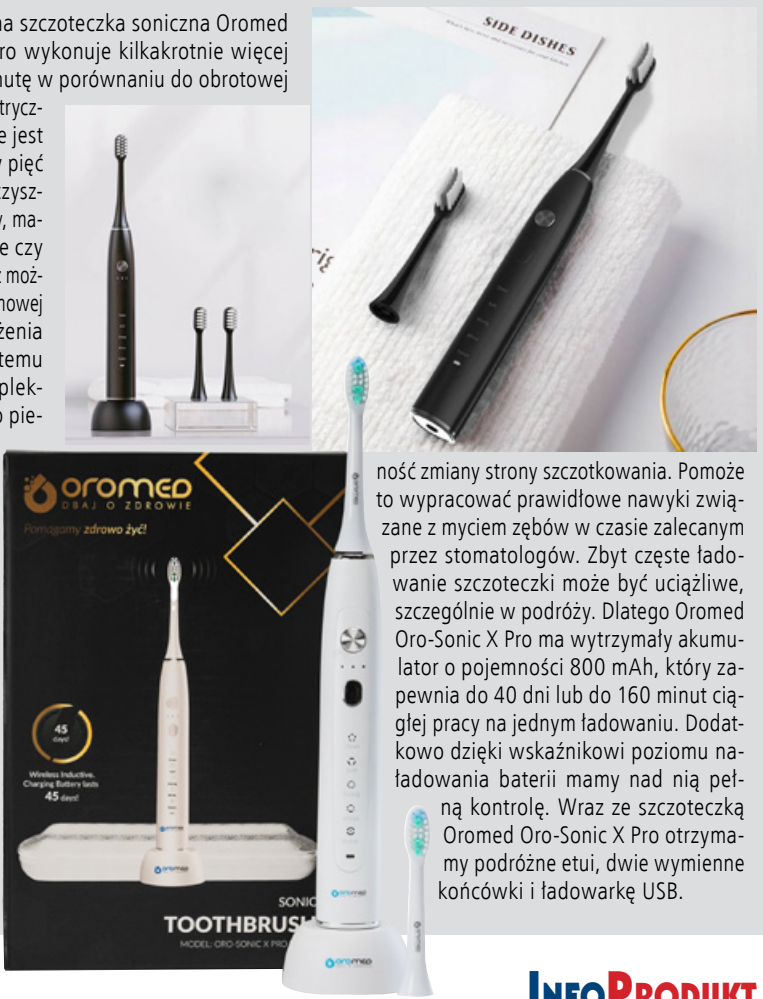 na szczoteczka soniczna Oromed
ro wykonuje kilkakrotnie więcej
nutę w porównaniu do obrotowej
trycz-
e jest
y pięć
zysz-
y, ma-
e czy
z moż-
mowej
żenia
temu
plek-
o pie-
SIDE DISHES
oromed
DBAJ O ZDROWIE
Pomagamy zdrowo żyć!
45
days!
Wireless Inductive.
Charging Battery lasts
45 days!
oromed
SONIC
TOOTHBRUSH
MODEL: ORO-SONIC X PRO
oromed
oromed
ność zmiany strony szczotkowania. Pomoże
to wypracować prawidłowe nawyki zwią-
zane z myciem zębów w czasie zalecanym
przez stomatologów. Zbyt częste łado-
wanie szczoteczki może być uciążliwe,
szczególnie w podróży. Dlatego Oromed
Oro-Sonic X Pro ma wytrzymały akumu-
lator o pojemności 800 mAh, który za-
pewnia do 40 dni lub do 160 minut cią-
głej pracy na jednym ładowaniu. Dodat-
kowo dzięki wskaźnikowi poziomu na-
ładowania baterii mamy nad nią peł-
ną kontrolę. Wraz ze szczoteczką
Oromed Oro-Sonic X Pro otrzyma-
my podróżne etui, dwie wymienne
końcówki i ładowarkę USB.
INFOPRODUKT